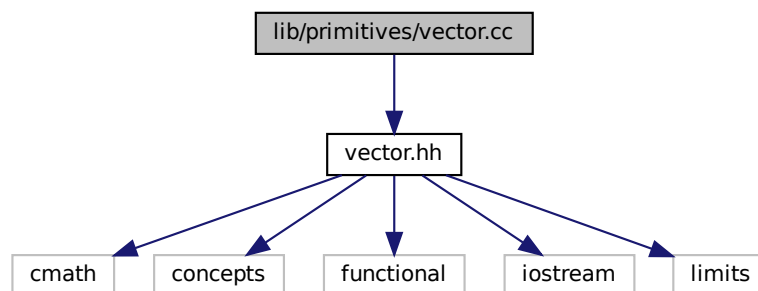 lib/primitives/vector.cc
vector.hh
cmath
concepts
functional
iostream
limits